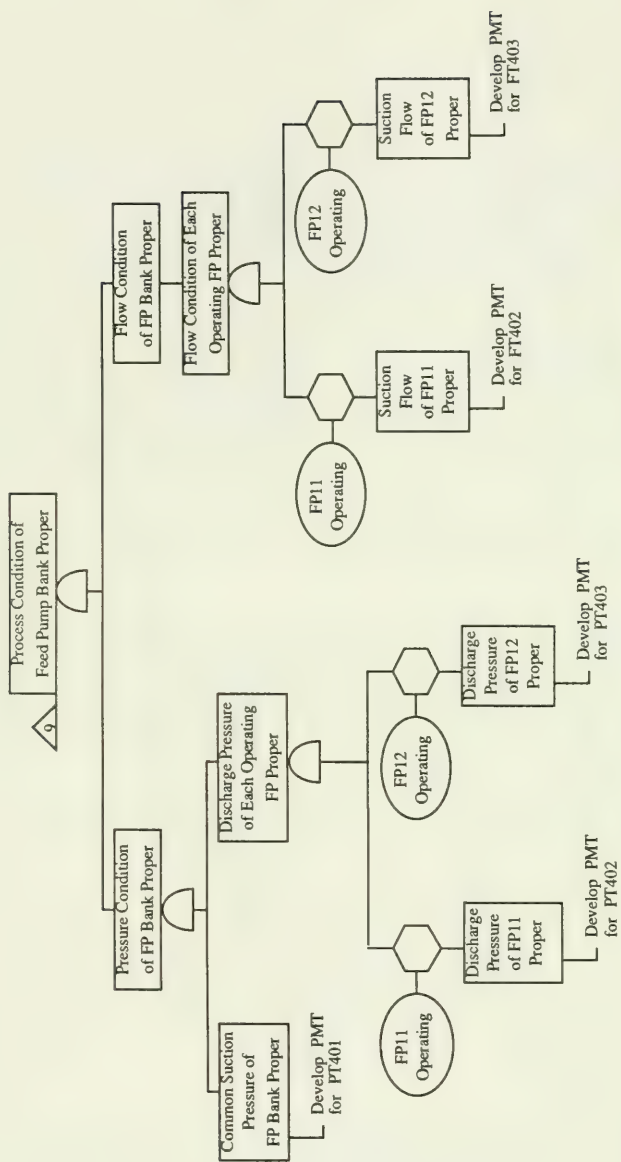 Process Condition of
Feed Pump Bank Proper
9
Pressure Condition
of FP Bank Proper
Flow Condition
of FP Bank Proper
Flow Condition of Each
Operating FP Proper
Common Suction
Pressure of
FP Bank Proper
Develop PMT
for PT401
Discharge Pressure
of Each Operating
FP Proper
FP11
Operating
Discharge
Pressure
of FP11
Proper
Develop PMT
for PT402
FP12
Operating
Discharge
Pressure
of FP12
Proper
Develop PMT
for PT403
FP11
Operating
Suction
Flow
of FP11
Proper
Develop PMT
for FT402
FP12
Operating
Suction
Flow
of FP12
Proper
Develop PMT
for FT403